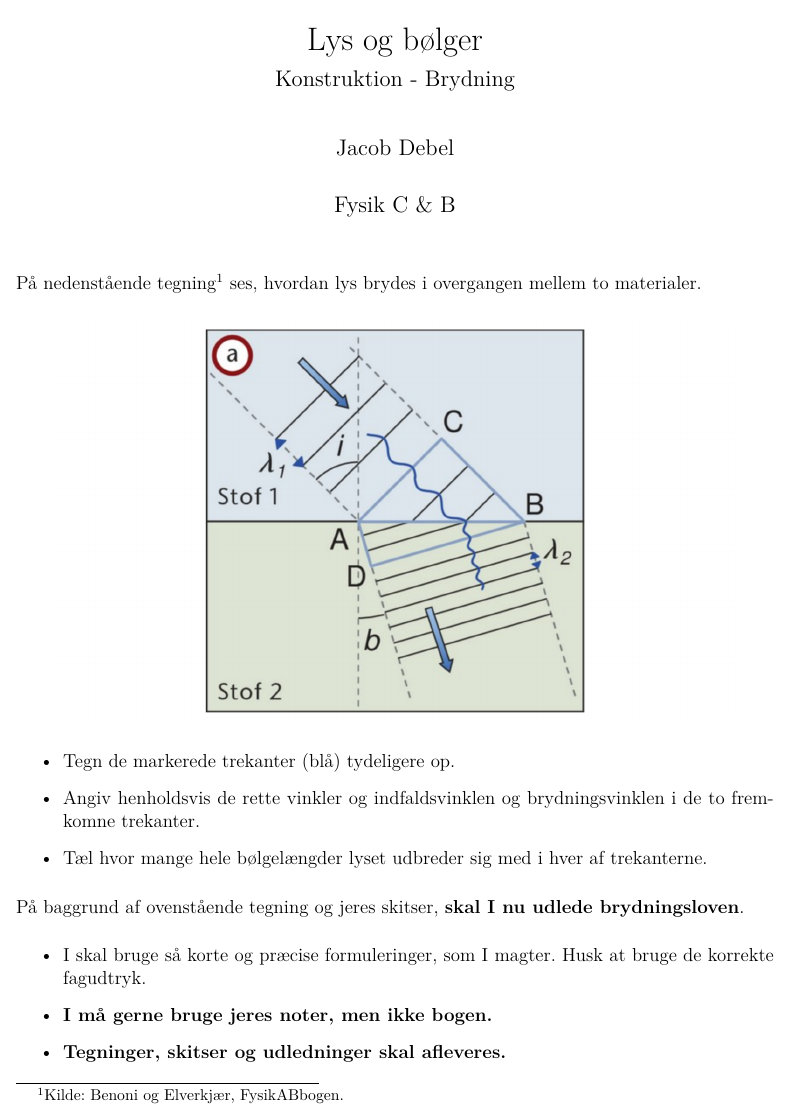 Lys og bølger
Konstruktion - Brydning
Jacob Debel
Fysik C & B
På nedenstående tegning¹ ses, hvordan lys brydes i overgangen mellem to materialer.
a
C
i
λ₁
Stof 1
B
A
λ₂
D
b
Stof 2
• Tegn de markerede trekanter (blå) tydeligere op.
• Angiv henholdsvis de rette vinkler og indfaldsvinklen og brydningsvinklen i de to frem-
komne trekanter.
• Tæl hvor mange hele bølgelængder lyset udbreder sig med i hver af trekanterne.
På baggrund af ovenstående tegning og jeres skitser, skal I nu udlede brydningsloven.
• I skal bruge så korte og præcise formuleringer, som I magter. Husk at bruge de korrekte
fagudtryk.
• I må gerne bruge jeres noter, men ikke bogen.
• Tegninger, skitser og udledninger skal afleveres.
¹Kilde: Benoni og Elverkjær, FysikABbogen.